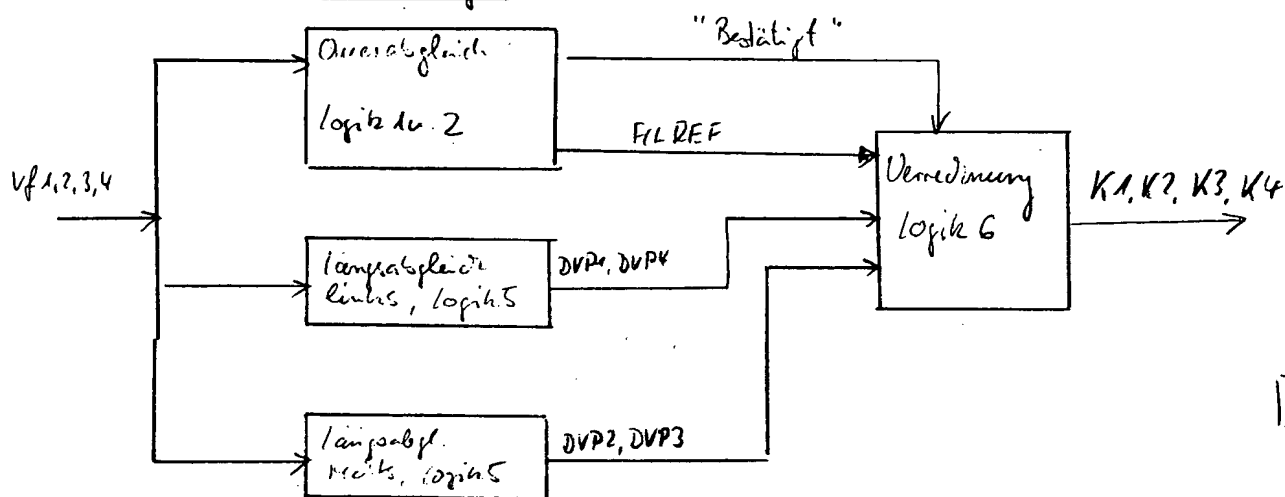 "Bestätigt"
Querabgleich
Logik 1u. 2
FILREF
Vf 1,2,3,4
Verrechnung
Logik 6
K1, K2, K3, K4
Längsabgleich
links, Logik 5
DVP1, DVP4
Längsabgl.
rechts, Logik 5
DVP2, DVP3